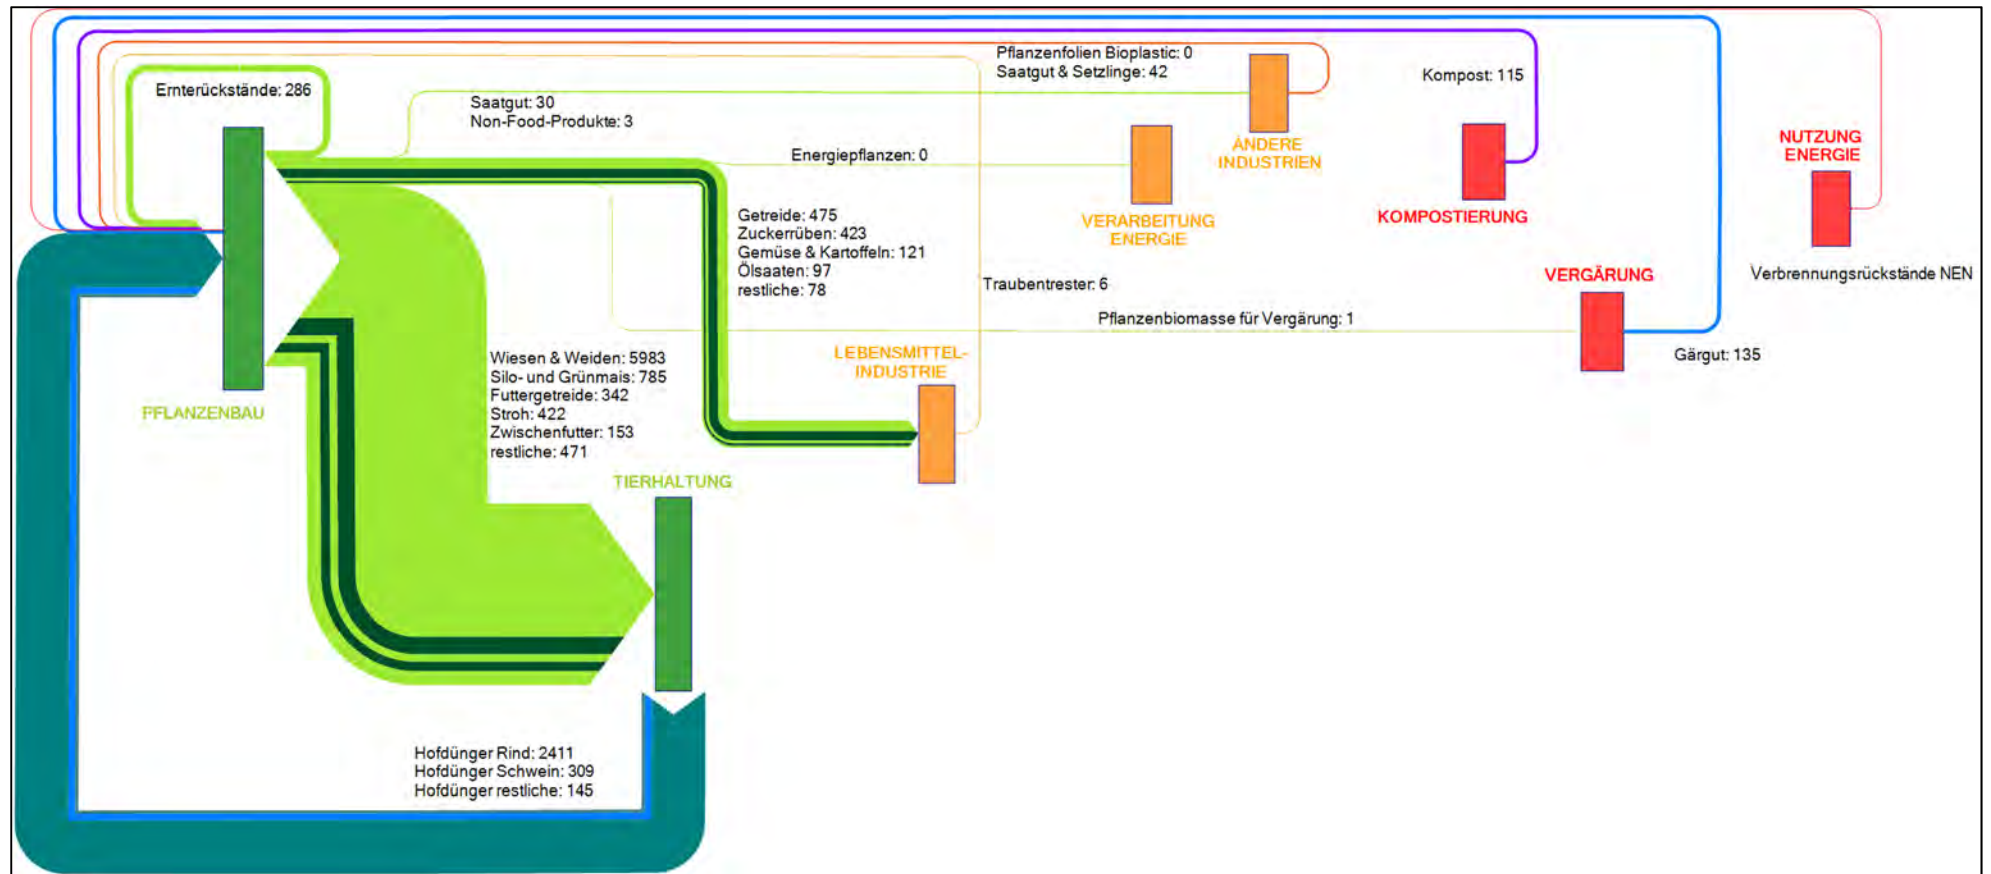 Pflanzenfolien Bioplastic: 0
Saatgut & Setzlinge: 42
Kompost: 115
Ernterückstände: 286
Saatgut: 30
Non-Food-Produkte: 3
ANDERE
INDUSTRIEN
NUTZUNG
ENERGIE
Energiepflanzen: 0
VERARBEITUNG
ENERGIE
KOMPOSTIERUNG
Getreide: 475
Zuckerrüben: 423
Gemüse & Kartoffeln: 121
Ölsaaten: 97
restliche: 78
Traubentrester: 6
VERGÄRUNG
Verbrennungsrückstände NEN
Pflanzenbiomasse für Vergärung: 1
Gärgut: 135
LEBENSMITTEL-
INDUSTRIE
Wiesen & Weiden: 5983
Silo- und Grünmais: 785
Futtergetreide: 342
Stroh: 422
Zwischenfutter: 153
restliche: 471
PFLANZENBAU
TIERHALTUNG
Hofdünger Rind: 2411
Hofdünger Schwein: 309
Hofdünger restliche: 145